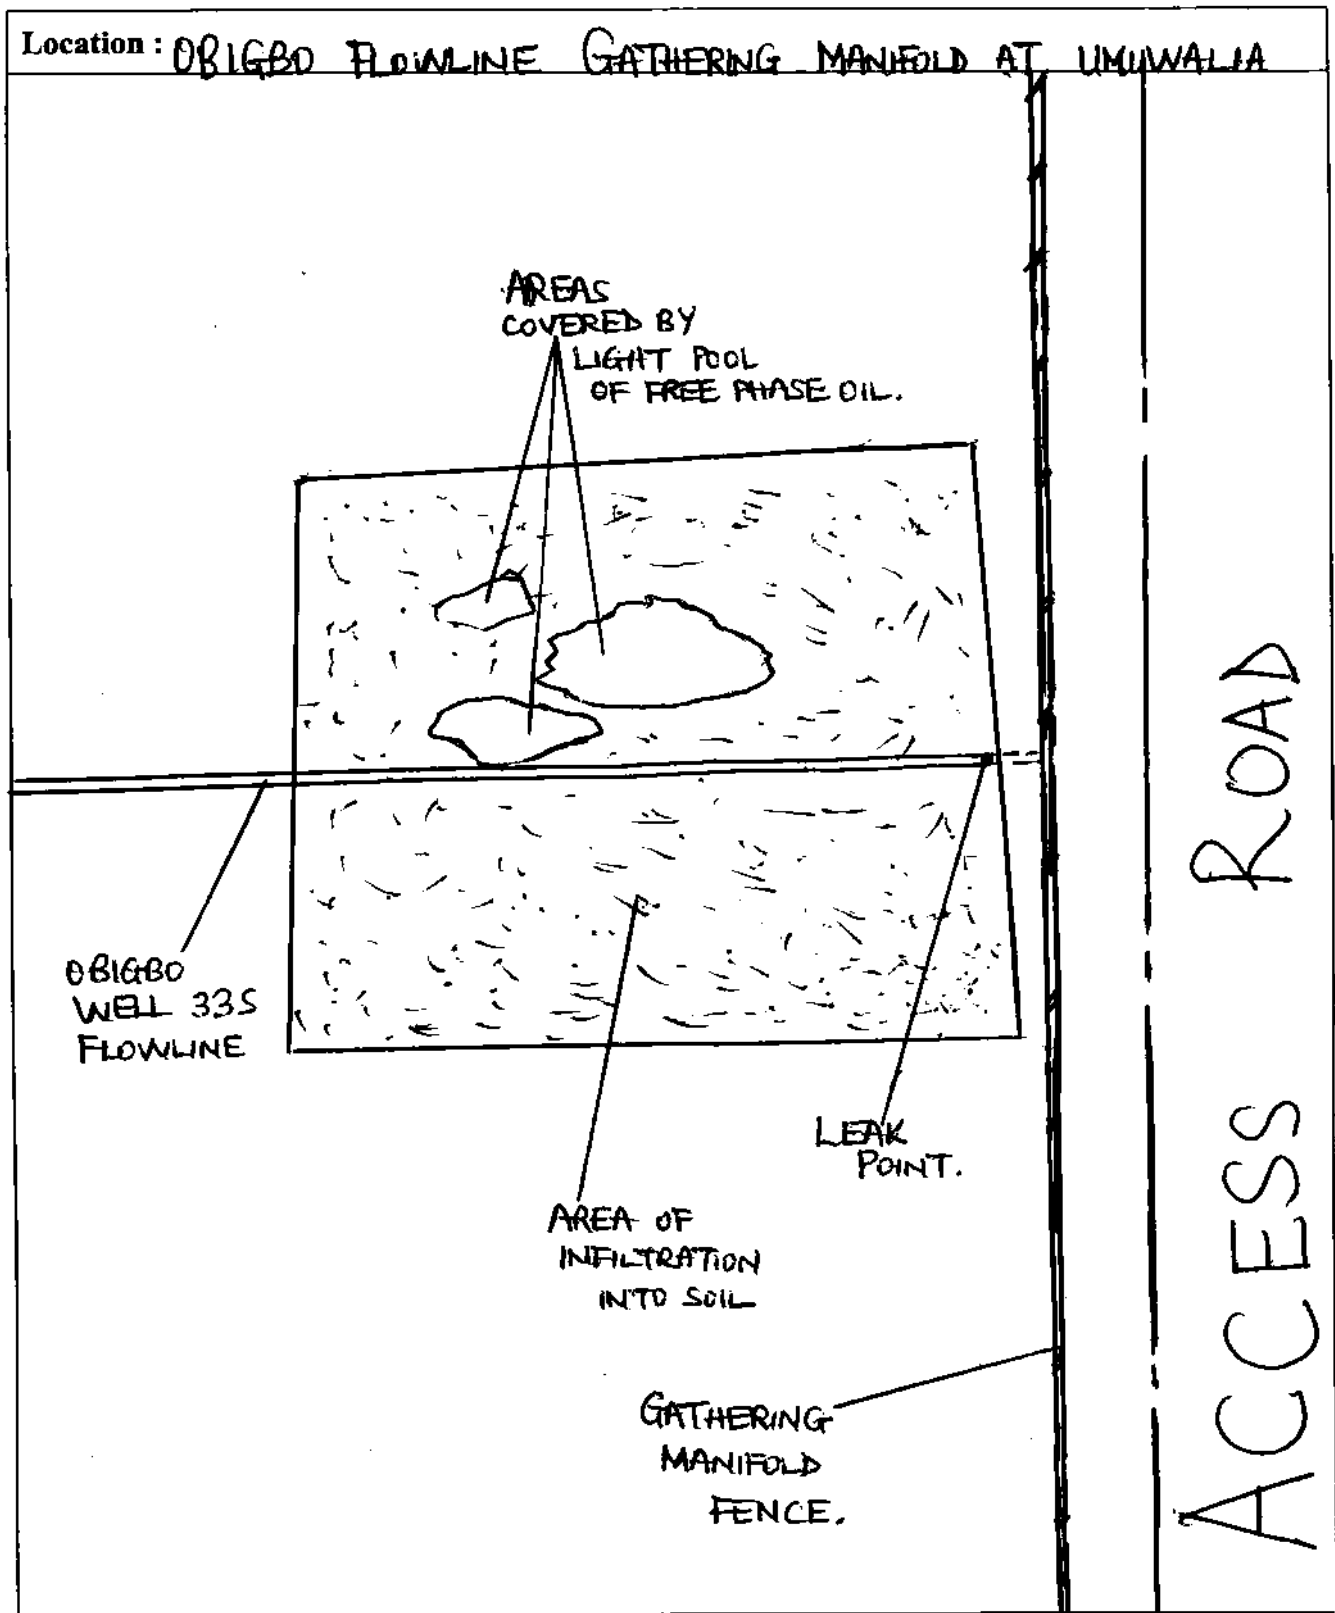 Location : OBIGBO FLOWLINE GATHERING MANIFOLD AT UMUWALIA
AREAS
COVERED BY
LIGHT POOL
OF FREE PHASE OIL.
OBIGBO
WELL 33S
FLOWLINE
LEAK
POINT.
AREA OF
INFILTRATION
INTO SOIL
GATHERING
MANIFOLD
FENCE.
ACCESS ROAD